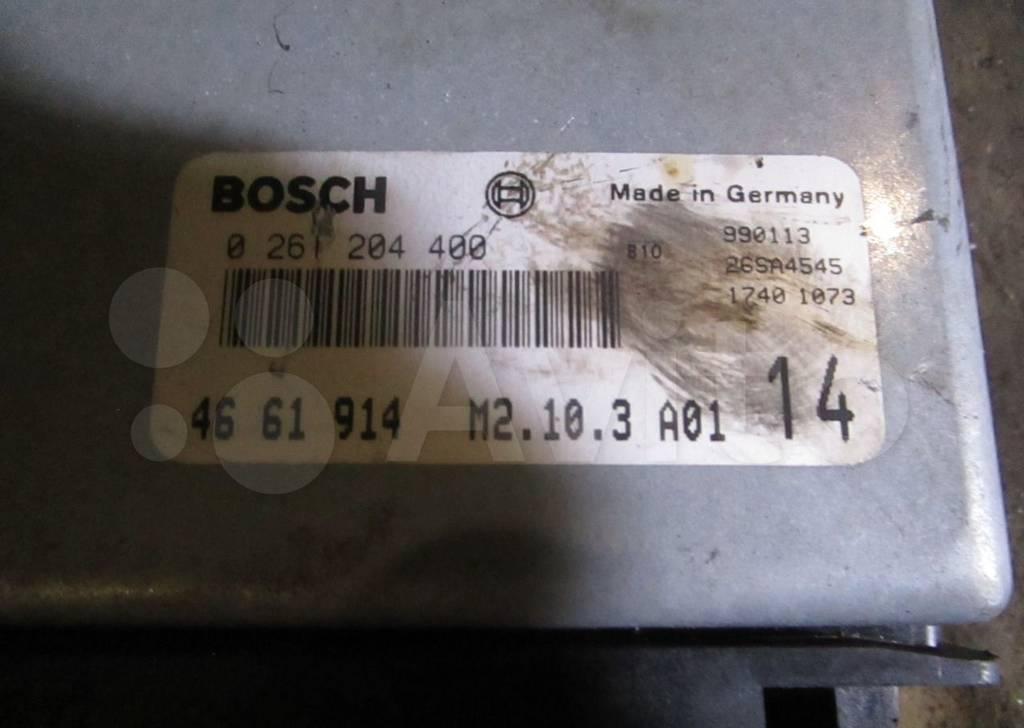 BOSCH Made in Germany
0 261 204 400 B10 990113
26SA4545
1740 1073
46 61 914 M2.10.3 A01 14
Avito